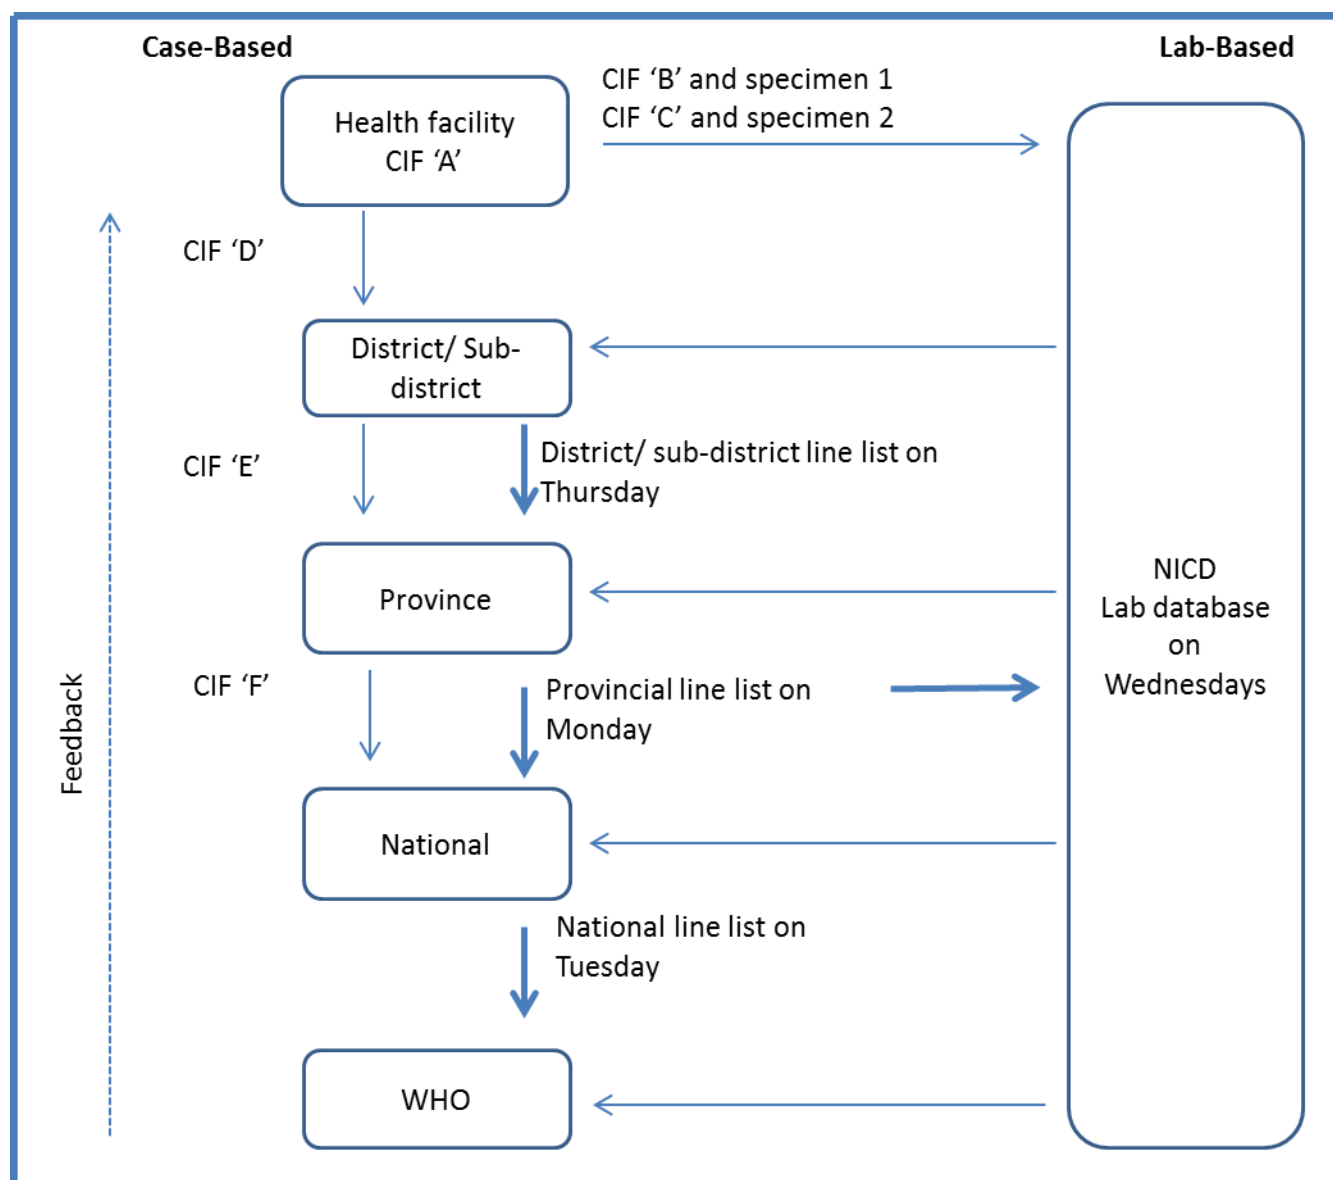 Case-Based
Lab-Based
Health facility
CIF ‘A’
CIF ‘B’ and specimen 1
CIF ‘C’ and specimen 2
CIF ‘D’
District/ Sub-
district
CIF ‘E’
District/ sub-district line list on
Thursday
Province
NICD
Lab database
on
Wednesdays
CIF ‘F’
Provincial line list on
Monday
Feedback
National
National line list on
Tuesday
WHO